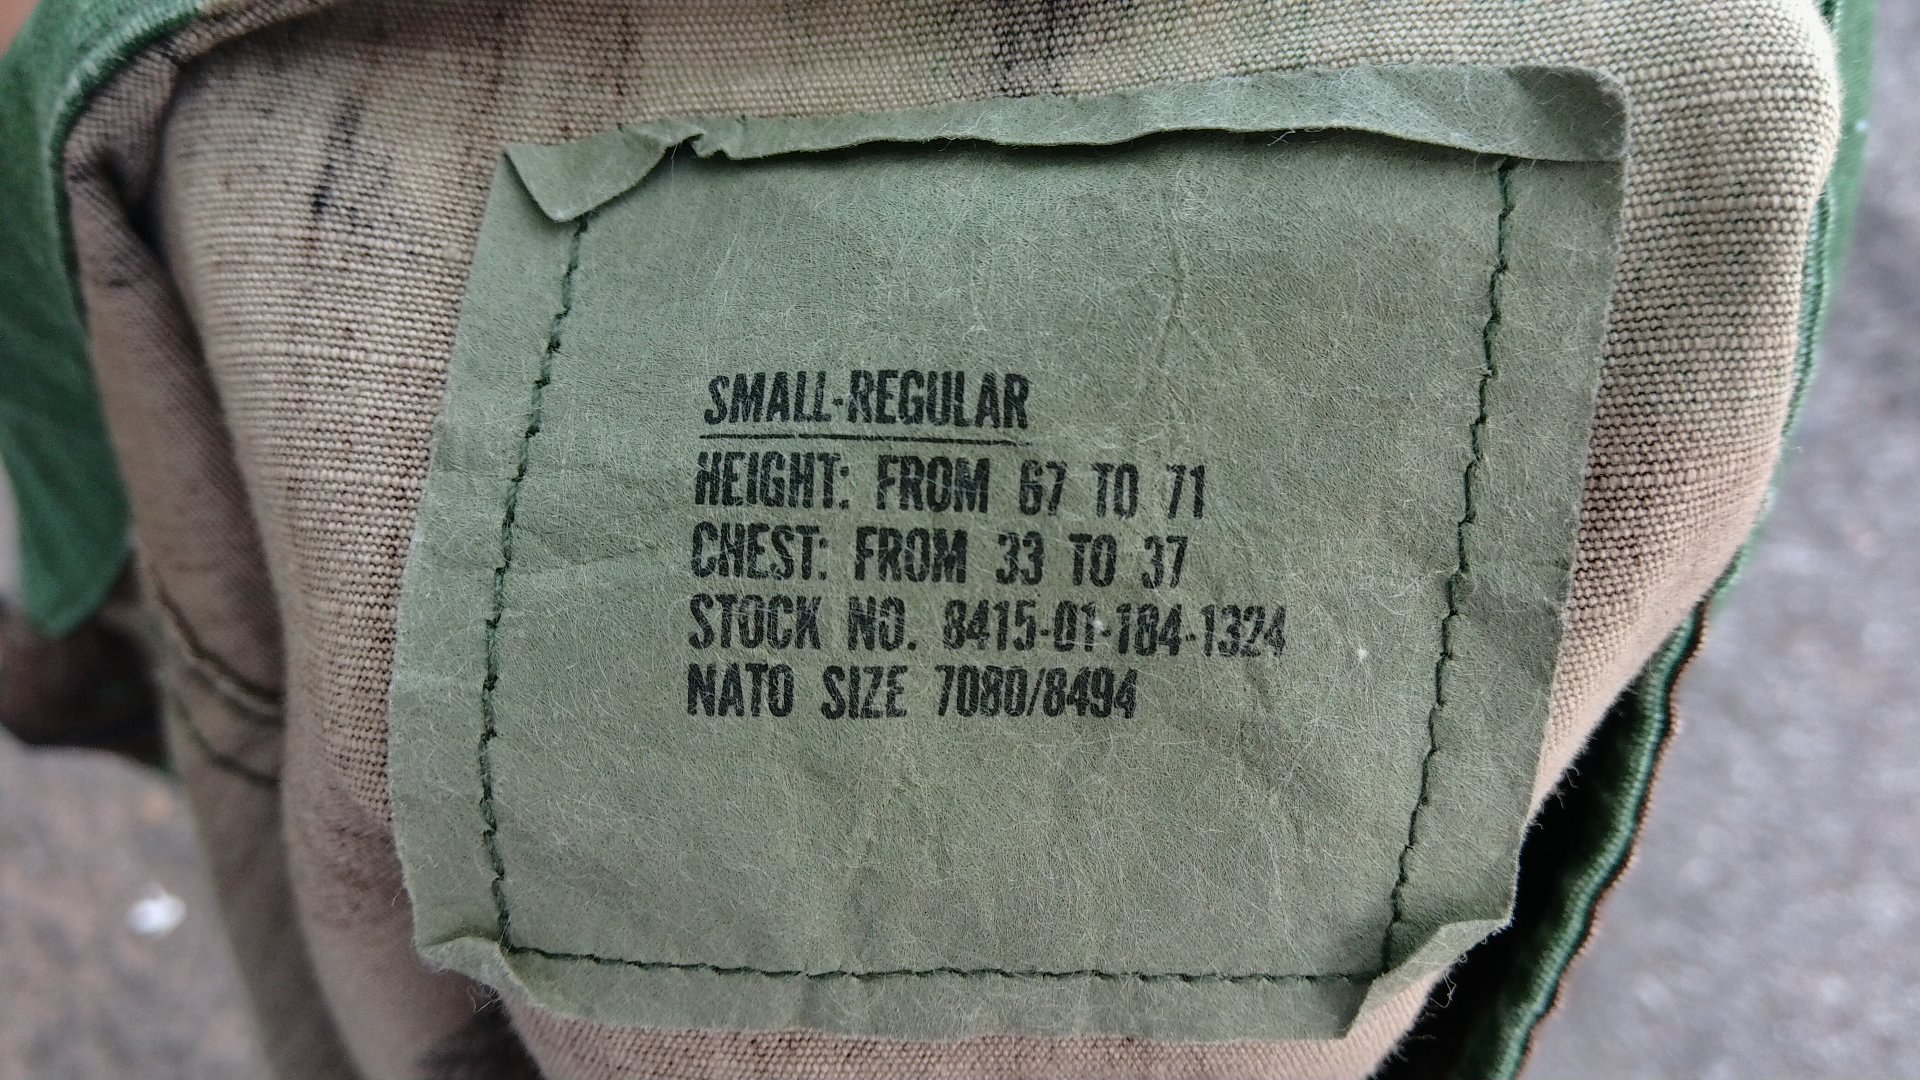 SMALL-REGULAR
HEIGHT: FROM 67 TO 71
CHEST: FROM 33 TO 37
STOCK NO. 8415-01-184-1324
NATO SIZE 7080/8494